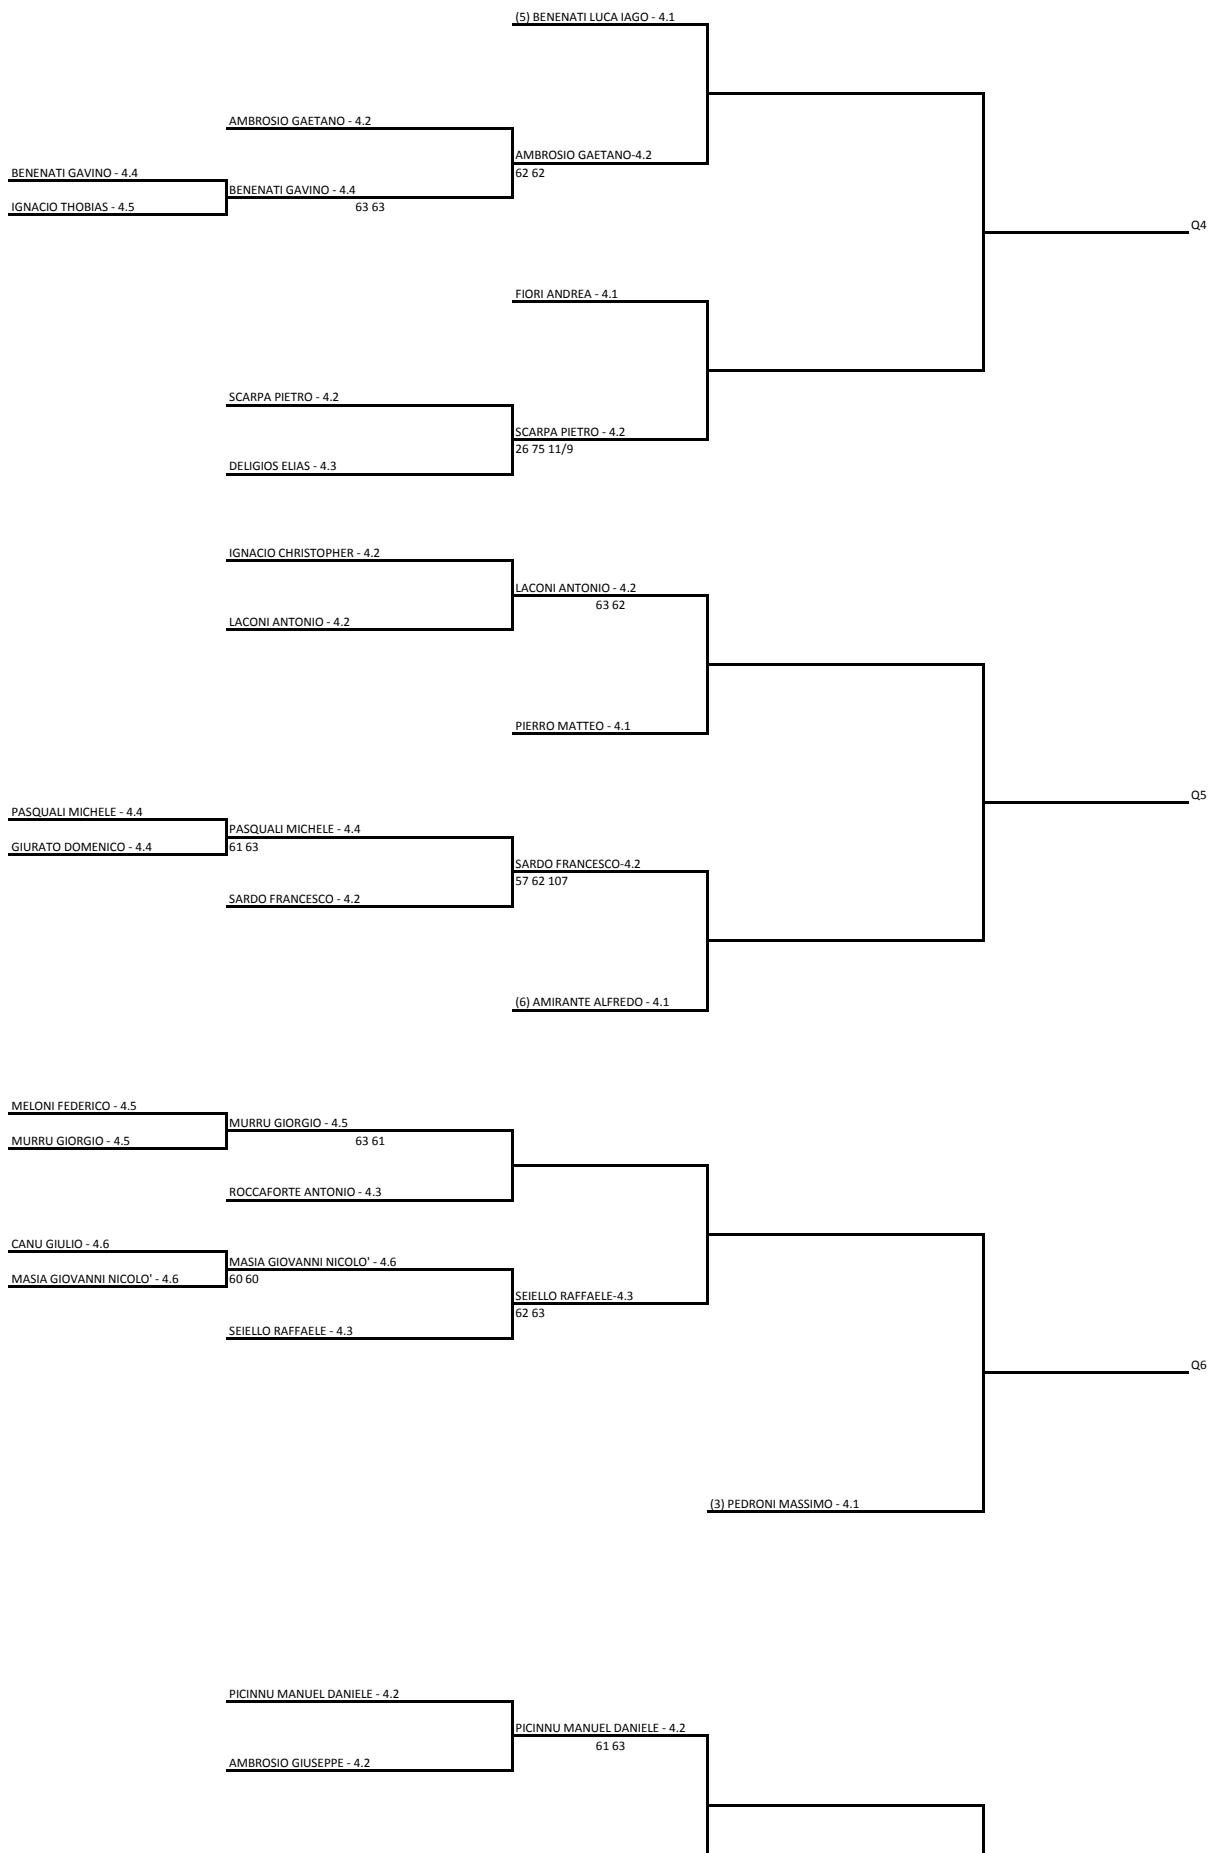 (5) BENENATI LUCA IAGO - 4.1
AMBROSIO GAETANO - 4.2
AMBROSIO GAETANO-4.2
BENENATI GAVINO - 4.4
62 62
BENENATI GAVINO - 4.4
IGNACIO THOBIAS - 4.5
63 63
Q4
FIORI ANDREA - 4.1
SCARPA PIETRO - 4.2
SCARPA PIETRO - 4.2
26 75 11/9
DELIGIOS ELIAS - 4.3
IGNACIO CHRISTOPHER - 4.2
LACONI ANTONIO - 4.2
63 62
LACONI ANTONIO - 4.2
PIERRO MATTEO - 4.1
Q5
PASQUALI MICHELE - 4.4
PASQUALI MICHELE - 4.4
GIURATO DOMENICO - 4.4
61 63
SARDO FRANCESCO-4.2
57 62 107
SARDO FRANCESCO - 4.2
(6) AMIRANTE ALFREDO - 4.1
MELONI FEDERICO - 4.5
MURRU GIORGIO - 4.5
MURRU GIORGIO - 4.5
63 61
ROCCAFORTE ANTONIO - 4.3
CANU GIULIO - 4.6
MASIA GIOVANNI NICOLO' - 4.6
MASIA GIOVANNI NICOLO' - 4.6
60 60
SEIELLO RAFFAELE-4.3
62 63
SEIELLO RAFFAELE - 4.3
Q6
(3) PEDRONI MASSIMO - 4.1
PICINNU MANUEL DANIELE - 4.2
PICINNU MANUEL DANIELE - 4.2
61 63
AMBROSIO GIUSEPPE - 4.2